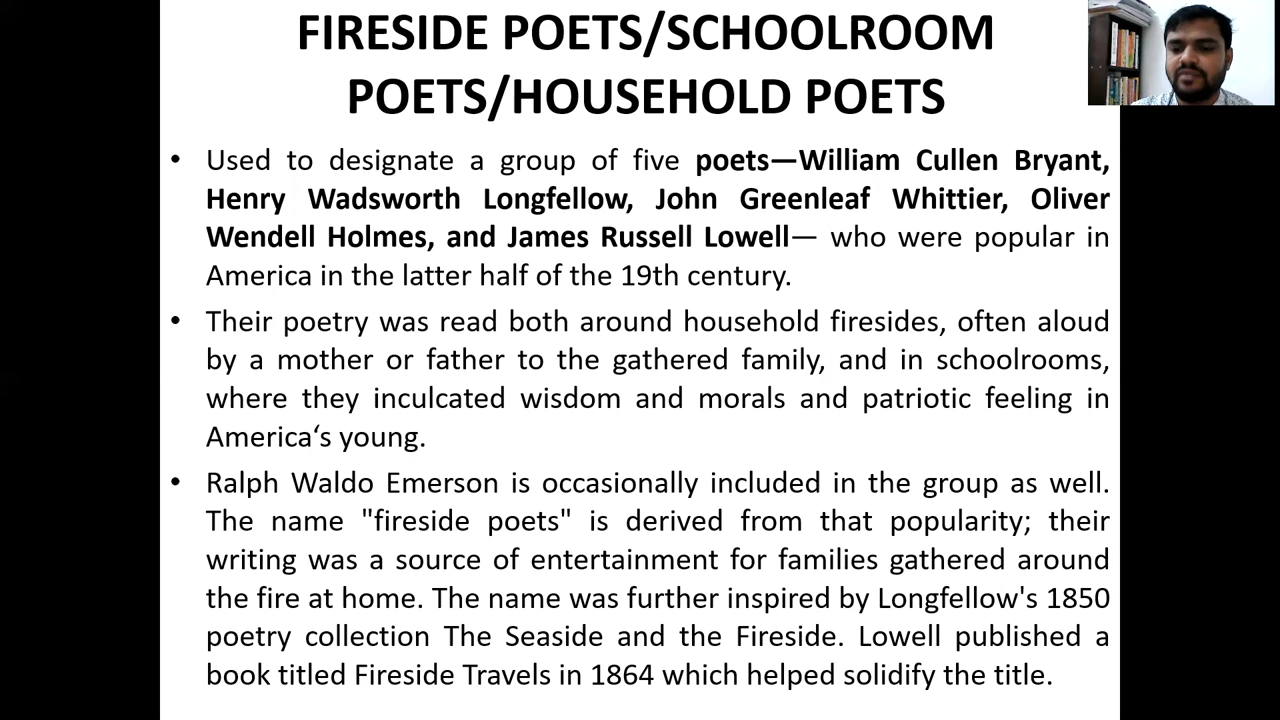 FIRESIDE POETS/SCHOOLROOM
POETS/HOUSEHOLD POETS
• Used to designate a group of five poets—William Cullen Bryant,
Henry Wadsworth Longfellow, John Greenleaf Whittier, Oliver
Wendell Holmes, and James Russell Lowell— who were popular in
America in the latter half of the 19th century.
• Their poetry was read both around household firesides, often aloud
by a mother or father to the gathered family, and in schoolrooms,
where they inculcated wisdom and morals and patriotic feeling in
America‘s young.
• Ralph Waldo Emerson is occasionally included in the group as well.
The name "fireside poets" is derived from that popularity; their
writing was a source of entertainment for families gathered around
the fire at home. The name was further inspired by Longfellow's 1850
poetry collection The Seaside and the Fireside. Lowell published a
book titled Fireside Travels in 1864 which helped solidify the title.